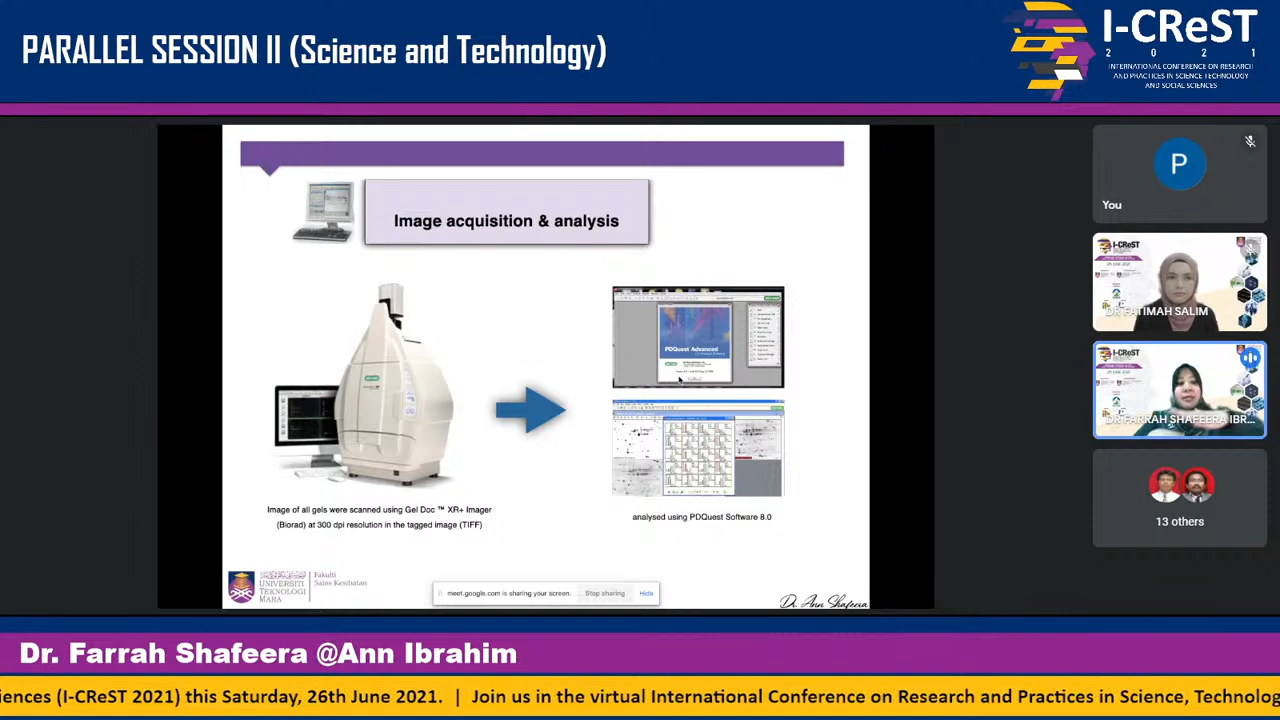 PARALLEL SESSION II (Science and Technology)
I-CReST
2 0 2 1
INTERNATIONAL CONFERENCE ON RESEARCH
AND PRACTICES IN SCIENCE TECHNOLOGY
AND SOCIAL SCIENCES
Image acquisition & analysis
PDQuest Advanced
Image of all gels were scanned using Gel Doc ™ XR+ Imager
(Biorad) at 300 dpi resolution in the tagged image (TIFF)
analysed using PDQuest Software 8.0
UNIVERSITI
TEKNOLOGI
MARA
Fakulti
Sains Kesihatan
meet.google.com is sharing your screen.
Stop sharing
Hide
Dr. Ann Shafeera
P
You
I-CReST
DR FATIMAH SALIM
I-CReST
DR FARRAH SHAFEERA IBR...
13 others
Dr. Farrah Shafeera @Ann Ibrahim
iences (I-CReST 2021) this Saturday, 26th June 2021. | Join us in the virtual International Conference on Research and Practices in Science, Technolog